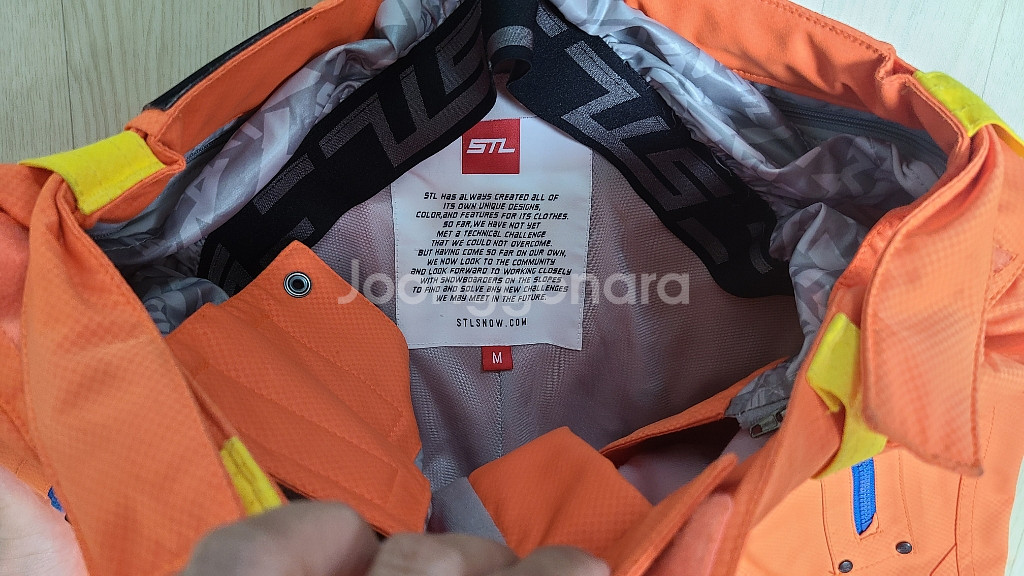 STL
STL HAS ALWAYS CREATED ALL OF
ITS OWN UNIQUE DESIGNS,
COLOR,AND FEATURES FOR ITS CLOTHES.
SO FAR,WE HAVE NOT YET
MET A TECHNICAL CHALLENGE
THAT WE COULD NOT OVERCOME.
BUT HAVING COME SO FAR ON OUR OWN,
WE NOW LOOK TO THE COMMUNITY
AND LOOK FORWARD TO WORKING CLOSELY
WITH SNOWBOARDERS ON THE SLOPES
TO FIND AND SOLVE ANY NEW CHALLENGES
WE MAY MEET IN THE FUTURE.
STLSNOW.COM
M
Joonggonara